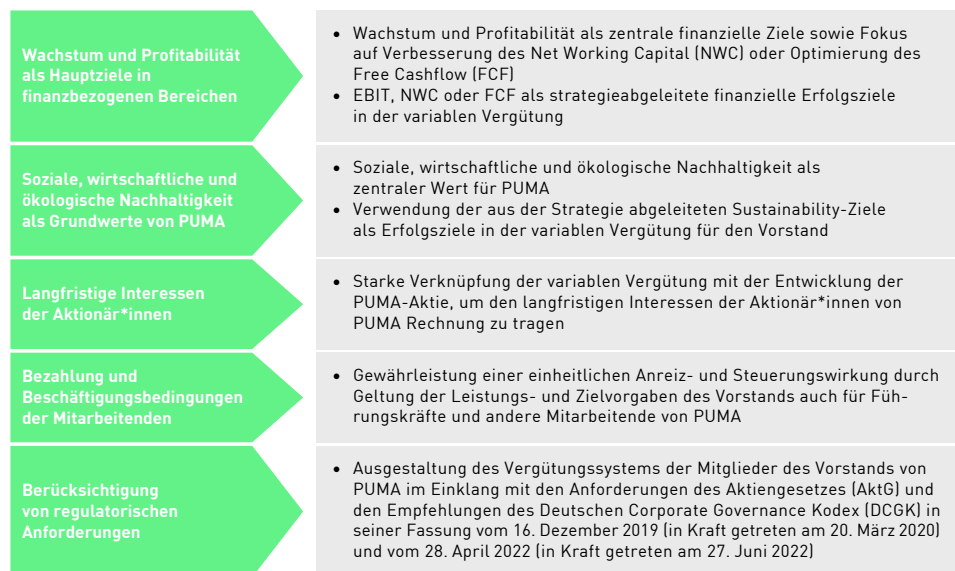 Wachstum und Profitabilität
als Hauptziele in
finanzbezogenen Bereichen
• Wachstum und Profitabilität als zentrale finanzielle Ziele sowie Fokus
auf Verbesserung des Net Working Capital (NWC) oder Optimierung des
Free Cashflow (FCF)
• EBIT, NWC oder FCF als strategieabgeleitete finanzielle Erfolgsziele
in der variablen Vergütung
Soziale, wirtschaftliche und
ökologische Nachhaltigkeit
als Grundwerte von PUMA
• Soziale, wirtschaftliche und ökologische Nachhaltigkeit als
zentraler Wert für PUMA
• Verwendung der aus der Strategie abgeleiteten Sustainability-Ziele
als Erfolgsziele in der variablen Vergütung für den Vorstand
Langfristige Interessen
der Aktionär*innen
• Starke Verknüpfung der variablen Vergütung mit der Entwicklung der
PUMA-Aktie, um den langfristigen Interessen der Aktionär*innen von
PUMA Rechnung zu tragen
Bezahlung und
Beschäftigungsbedingungen
der Mitarbeitenden
• Gewährleistung einer einheitlichen Anreiz- und Steuerungswirkung durch
Geltung der Leistungs- und Zielvorgaben des Vorstands auch für Füh-
rungskräfte und andere Mitarbeitende von PUMA
Berücksichtigung
von regulatorischen
Anforderungen
• Ausgestaltung des Vergütungssystems der Mitglieder des Vorstands von
PUMA im Einklang mit den Anforderungen des Aktiengesetzes (AktG) und
den Empfehlungen des Deutschen Corporate Governance Kodex (DCGK) in
seiner Fassung vom 16. Dezember 2019 (in Kraft getreten am 20. März 2020)
und vom 28. April 2022 (in Kraft getreten am 27. Juni 2022)